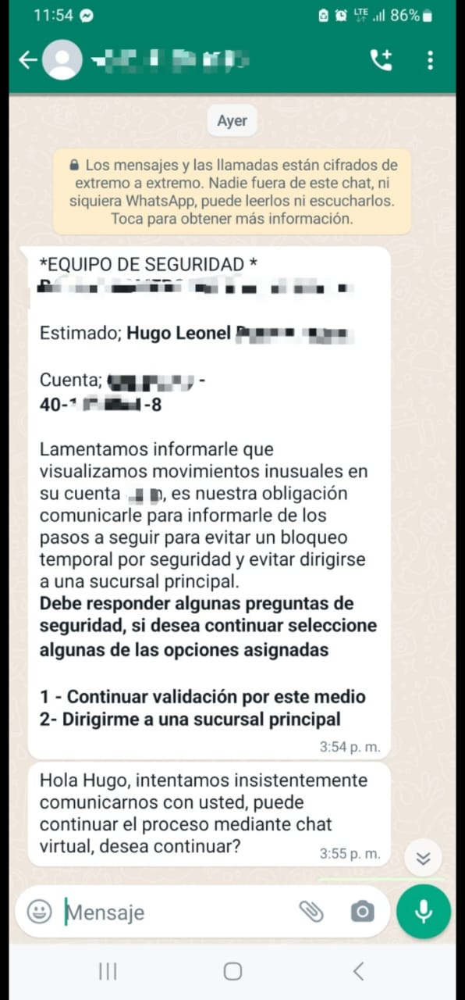 11:54
LTE
86%
Ayer
Los mensajes y las llamadas están cifrados de
extremo a extremo. Nadie fuera de este chat, ni
siquiera WhatsApp, puede leerlos ni escucharlos.
Toca para obtener más información.
*EQUIPO DE SEGURIDAD *
Estimado; Hugo Leonel
Cuenta; -
40-1 1-8
Lamentamos informarle que
visualizamos movimientos inusuales en
su cuenta , es nuestra obligación
comunicarle para informarle de los
pasos a seguir para evitar un bloqueo
temporal por seguridad y evitar dirigirse
a una sucursal principal.
Debe responder algunas preguntas de
seguridad, si desea continuar seleccione
algunas de las opciones asignadas
1 - Continuar validación por este medio
2- Dirigirme a una sucursal principal
3:54 p. m.
Hola Hugo, intentamos insistentemente
comunicarnos con usted, puede
continuar el proceso mediante chat
virtual, desea continuar?
3:55 p. m.
Mensaje